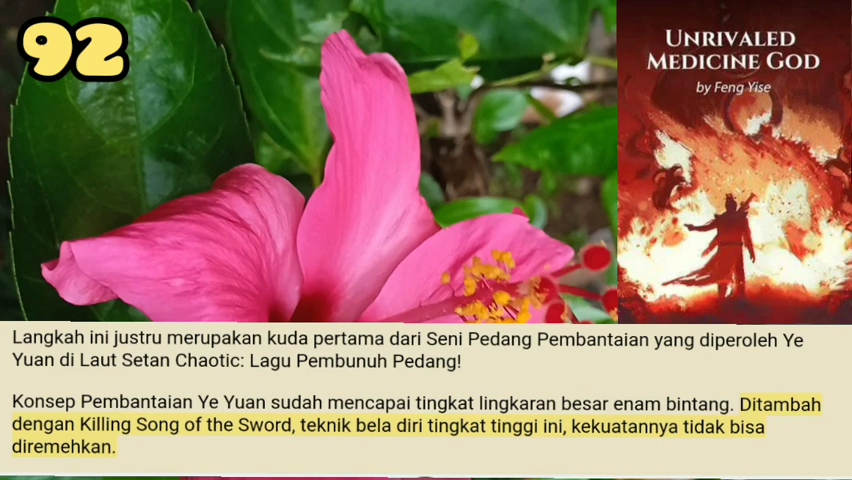 92
UNRIVALED
MEDICINE GOD
by Feng Yise
Langkah ini justru merupakan kuda pertama dari Seni Pedang Pembantaian yang diperoleh Ye
Yuan di Laut Setan Chaotic: Lagu Pembunuh Pedang!
Konsep Pembantaian Ye Yuan sudah mencapai tingkat lingkaran besar enam bintang. Ditambah
dengan Killing Song of the Sword, teknik bela diri tingkat tinggi ini, kekuatannya tidak bisa
diremehkan.